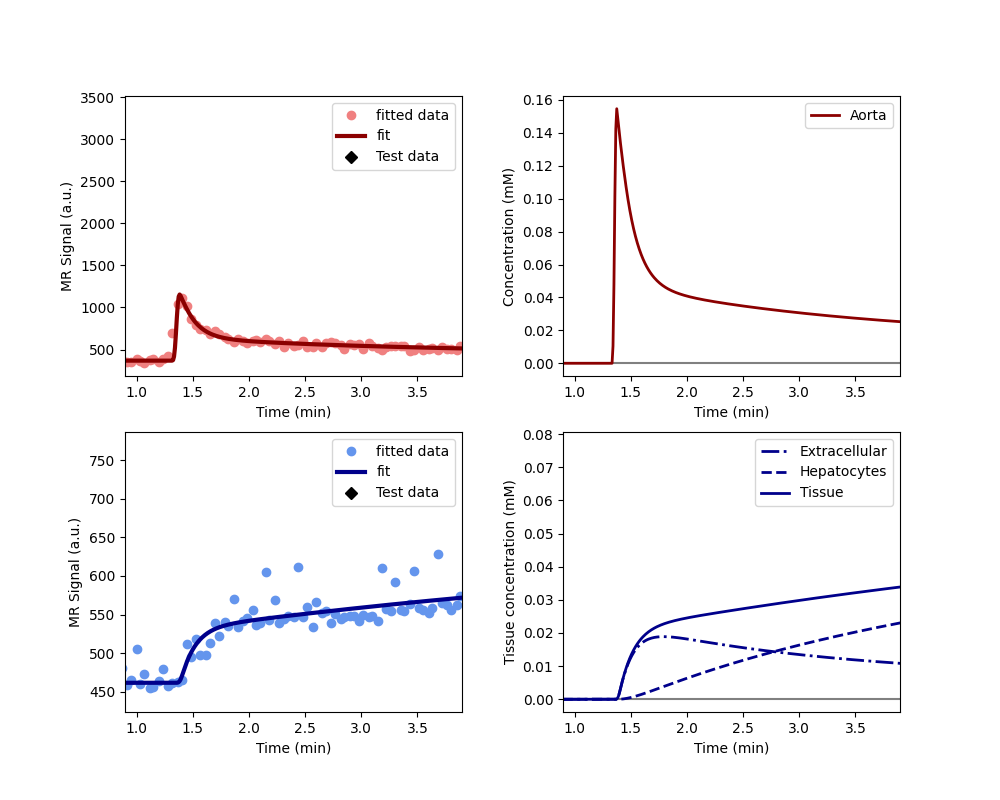 3500
3000
2500
2000
1500
1000
500
MR Signal (a.u.)
fitted data
fit
Test data
1.0 1.5 2.0 2.5 3.0 3.5
Time (min)
0.16
0.14
0.12
0.10
0.08
0.06
0.04
0.02
0.00
Concentration (mM)
Aorta
1.0 1.5 2.0 2.5 3.0 3.5
Time (min)
750
700
650
600
550
500
450
MR Signal (a.u.)
fitted data
fit
Test data
1.0 1.5 2.0 2.5 3.0 3.5
Time (min)
0.08
0.07
0.06
0.05
0.04
0.03
0.02
0.01
0.00
Tissue concentration (mM)
Extracellular
Hepatocytes
Tissue
1.0 1.5 2.0 2.5 3.0 3.5
Time (min)